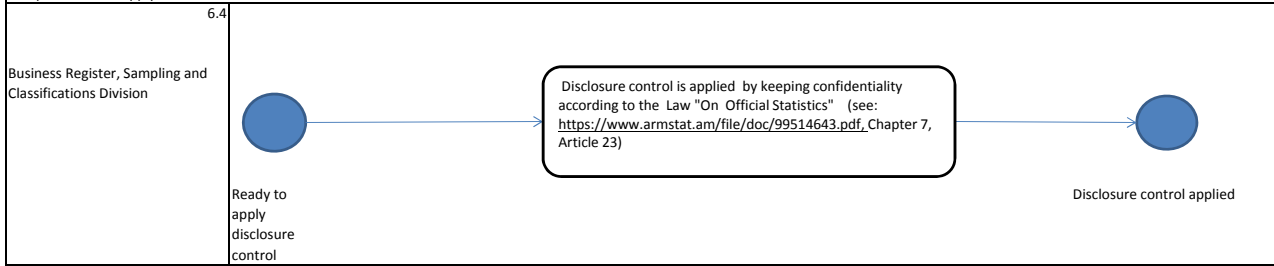 6.4
Business Register, Sampling and
Classifications Division
Disclosure control is applied by keeping confidentiality
according to the Law "On Official Statistics" (see:
https://www.armstat.am/file/doc/99514643.pdf, Chapter 7,
Article 23)
Ready to
apply
disclosure
control
Disclosure control applied